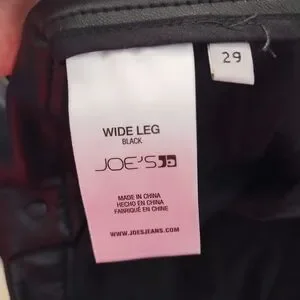 29
WIDE LEG
BLACK
JOE'S
MADE IN CHINA
HECHO EN CHINA
FABRIQUÉ EN CHINE
WWW.JOESJEANS.COM